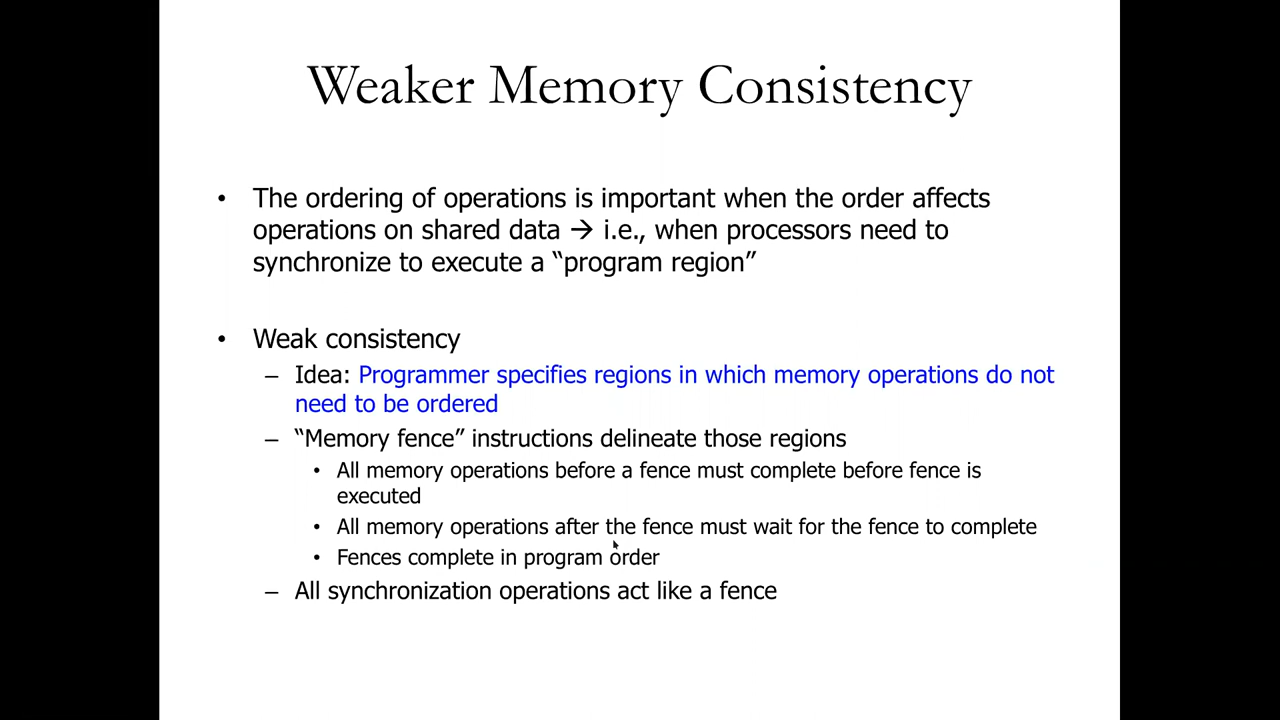 Weaker Memory Consistency
• The ordering of operations is important when the order affects
operations on shared data → i.e., when processors need to
synchronize to execute a “program region”
• Weak consistency
– Idea: Programmer specifies regions in which memory operations do not
need to be ordered
– “Memory fence” instructions delineate those regions
• All memory operations before a fence must complete before fence is
executed
• All memory operations after the fence must wait for the fence to complete
• Fences complete in program order
– All synchronization operations act like a fence